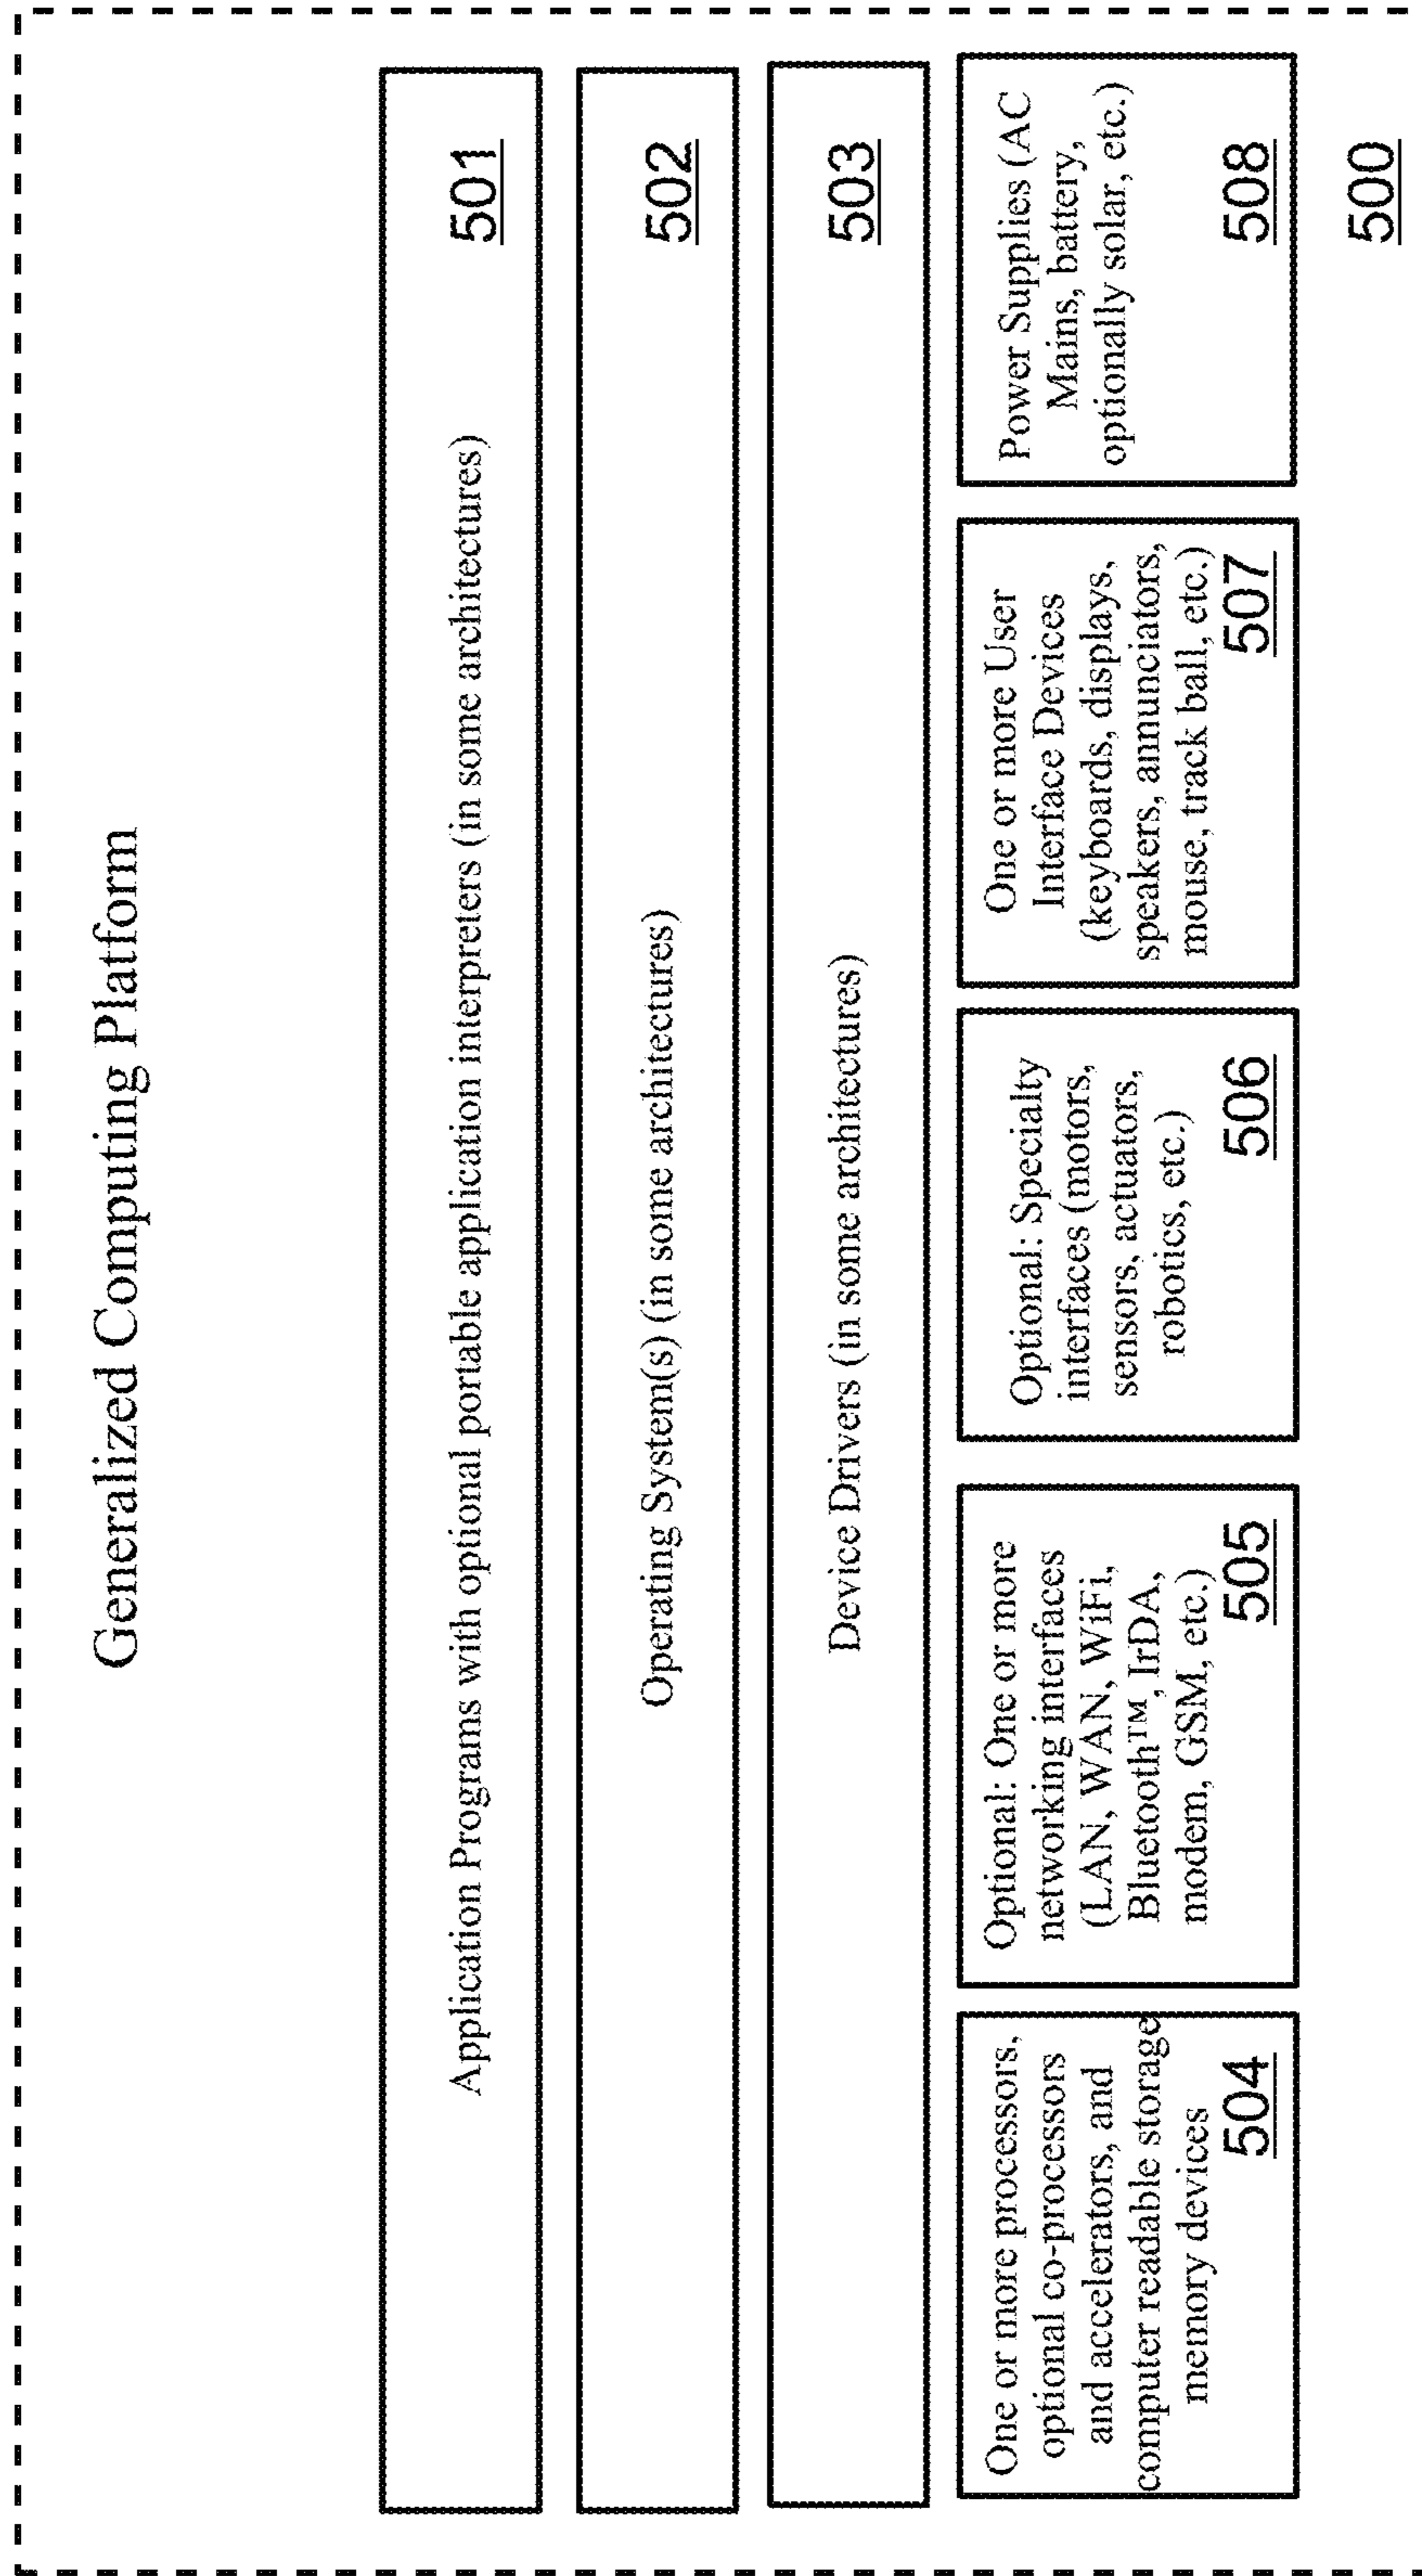 Generalized Computing Platform
Application Programs with optional portable application interpreters (in some architectures)
501
Operating System(s) (in some architectures)
502
Device Drivers (in some architectures)
503
One or more processors,
optional co-processors
and accelerators, and
computer readable storage
memory devices
504
Optional: One or more
networking interfaces
(LAN, WAN, WiFi,
Bluetooth™, IrDA,
modem, GSM, etc.)
505
Optional: Specialty
interfaces (motors,
sensors, actuators,
robotics, etc.)
506
One or more User
Interface Devices
(keyboards, displays,
speakers, annunciators,
mouse, track ball, etc.)
507
Power Supplies (AC
Mains, battery,
optionally solar, etc.)
508
500